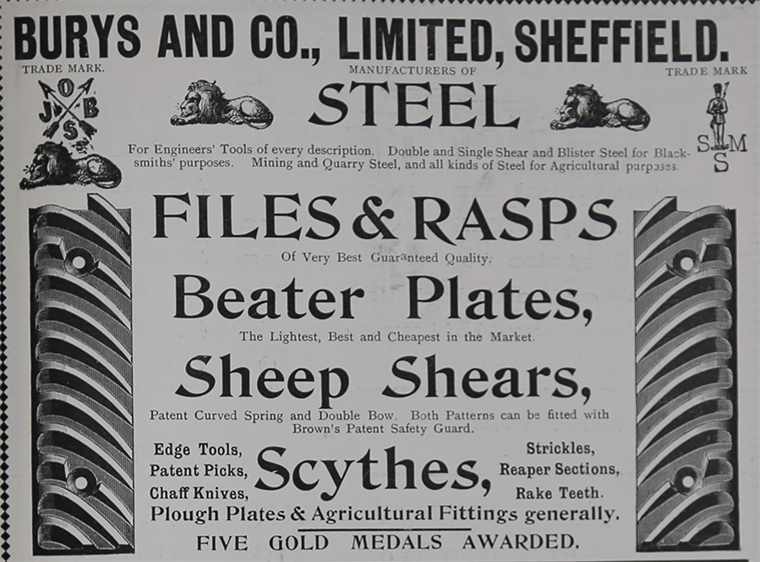 BURYS AND CO., LIMITED, SHEFFIELD.
TRADE MARK.
MANUFACTURERS OF
TRADE MARK
O
J B
S
STEEL
S M
S
For Engineers' Tools of every description. Double and Single Shear and Blister Steel for Black-
smiths' purposes. Mining and Quarry Steel, and all kinds of Steel for Agricultural purposes.
FILES & RASPS
Of Very Best Guaranteed Quality.
Beater Plates,
The Lightest, Best and Cheapest in the Market.
Sheep Shears,
Patent Curved Spring and Double Bow. Both Patterns can be fitted with
Brown's Patent Safety Guard.
Edge Tools,
Patent Picks,
Chaff Knives,
Scythes,
Strickles,
Reaper Sections,
Rake Teeth.
Plough Plates & Agricultural Fittings generally.
FIVE GOLD MEDALS AWARDED.